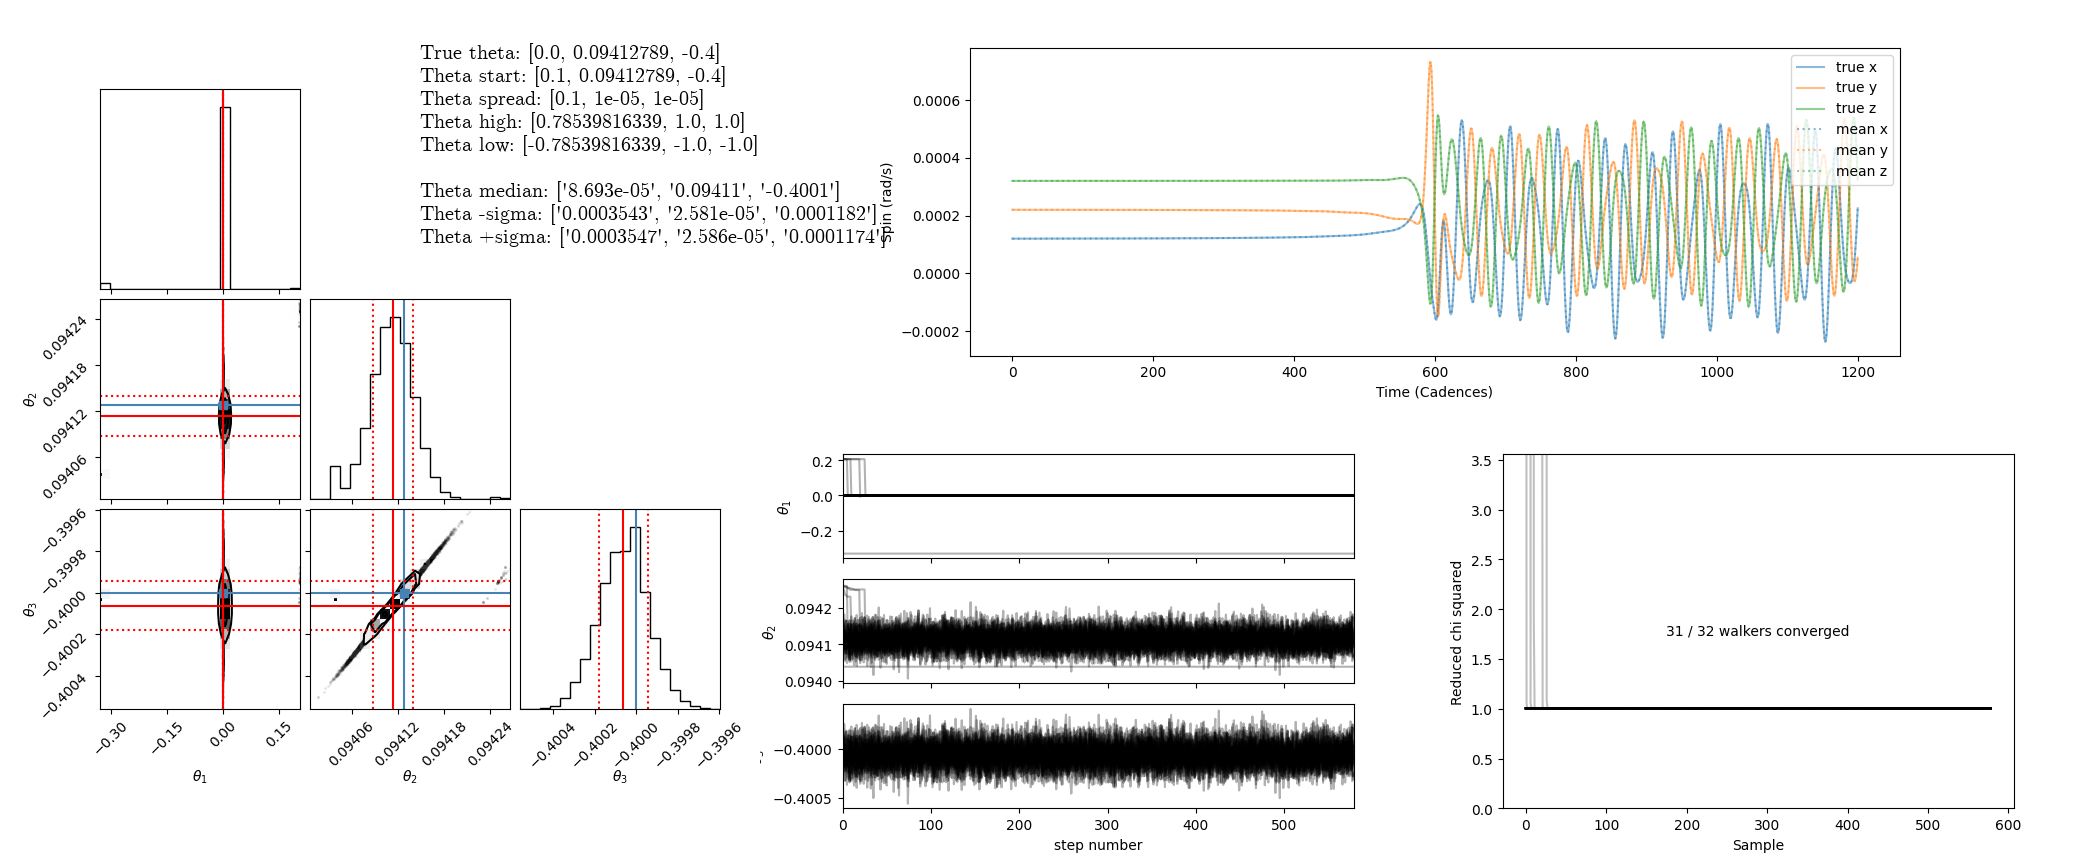 True theta: [0.0, 0.09412789, -0.4]
Theta start: [0.1, 0.09412789, -0.4]
Theta spread: [0.1, 1e-05, 1e-05]
Theta high: [0.78539816339, 1.0, 1.0]
Theta low: [-0.78539816339, -1.0, -1.0]
Theta median: ['8.693e-05', '0.09411', '-0.4001']
Theta -sigma: ['0.0003543', '2.581e-05', '0.0001182']
Theta +sigma: ['0.0003547', '2.586e-05', '0.0001174']
θ2
0.09424
0.09418
0.09412
0.09406
θ3
−0.3996
−0.3998
−0.4000
−0.4002
−0.4004
−0.30
−0.15
0.00
0.15
θ1
0.09406
0.09412
0.09418
0.09424
θ2
−0.4004
−0.4002
−0.4000
−0.3998
−0.3996
θ3
Spin (rad/s)
0.0006
0.0004
0.0002
0.0000
−0.0002
true x
true y
true z
mean x
mean y
mean z
0 200 400 600 800 1000 1200
Time (Cadences)
θ1
0.2
0.0
−0.2
θ2
0.0942
0.0941
0.0940
−0.4000
−0.4005
0 100 200 300 400 500
step number
Reduced chi squared
3.5
3.0
2.5
2.0
1.5
1.0
0.5
0.0
31 / 32 walkers converged
0 100 200 300 400 500 600
Sample